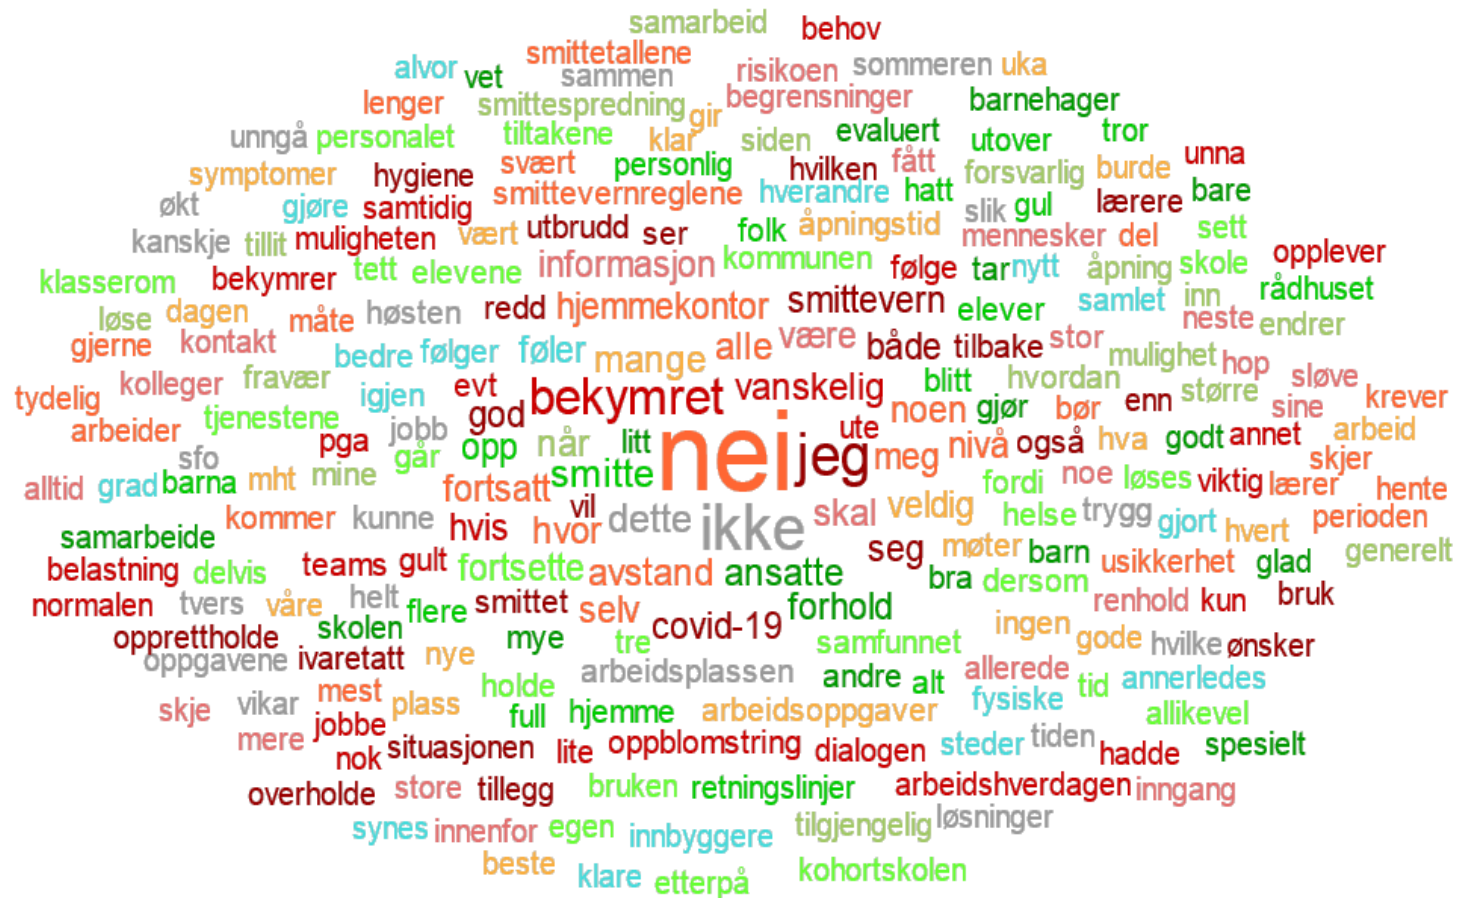 samarbeid behov
smittetallene
alvor vet sammen risikoen sommeren uka
lenger smittespredning gir begrensninger barnehager
unngå personalet tiltakene klar siden evaluert utover tror
symptomer hygiene svært personlig hvilken fått forsvarlig burde unna
økt gjøre samtidig smittevernreglene hverandre hatt slik gul lærere bare
kanskje tillit muligheten vært utbrudd ser folk åpningstid mennesker del sett
klasserom bekymrer tett elevene informasjon kommunen følge tar nytt åpning skole opplever
løse dagen måte høsten redd hjemmekontor smittevern elever samlet inn rådhuset
gjerne kontakt bedre følger føler mange alle være både tilbake stor neste endrer
mulighet hop
tydelig kolleger fravær igjen evt bekymret vanskelig blitt hvordan større sløve krever
arbeider tjenestene pga jobb god noen gjør bør enn sine
sfo går opp når litt nei jeg ute meg nivå også hva godt annet arbeid
alltid grad barna mht mine fortsatt smitte fordi noe løses viktig lærer skjer hente
samarbeide kommer kunne hvis hvor vil dette ikke skal veldig helse trygg gjort hvert perioden
belastning delvis teams gult fortsette avstand ansatte seg møter barn usikkerhet glad generelt
bra dersom
normalen tvers våre helt flere smittet selv covid-19 forhold renhold kun bruk
opprettholde skolen mye tre samfunnet ingen gode hvilke ønsker
oppgavene ivaretatt nye arbeidsplassen andre alt allerede tid annerledes
skje vikar mest plass holde full hjemme arbeidsoppgaver fysiske allikevel
mere jobbe
nok situasjonen lite oppblomstring dialogen steder tiden hadde spesielt
overholde store tillegg bruken retningslinjer arbeidshverdagen inngang
synes innenfor egen innbyggere tilgjengelig løsninger
beste klare etterpå kohortskolen